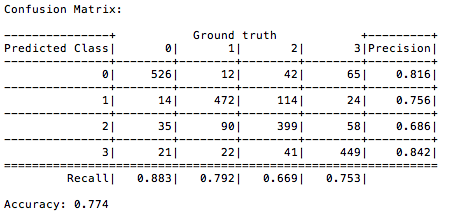 Confusion Matrix:
---------------+ Ground truth +---------+
Predicted Class| 0| 1| 2| 3|Precision|
0| 526| 12| 42| 65| 0.816|
1| 14| 472| 114| 24| 0.756|
2| 35| 90| 399| 58| 0.686|
3| 21| 22| 41| 449| 0.842|
Recall| 0.883| 0.792| 0.669| 0.753|
Accuracy: 0.774